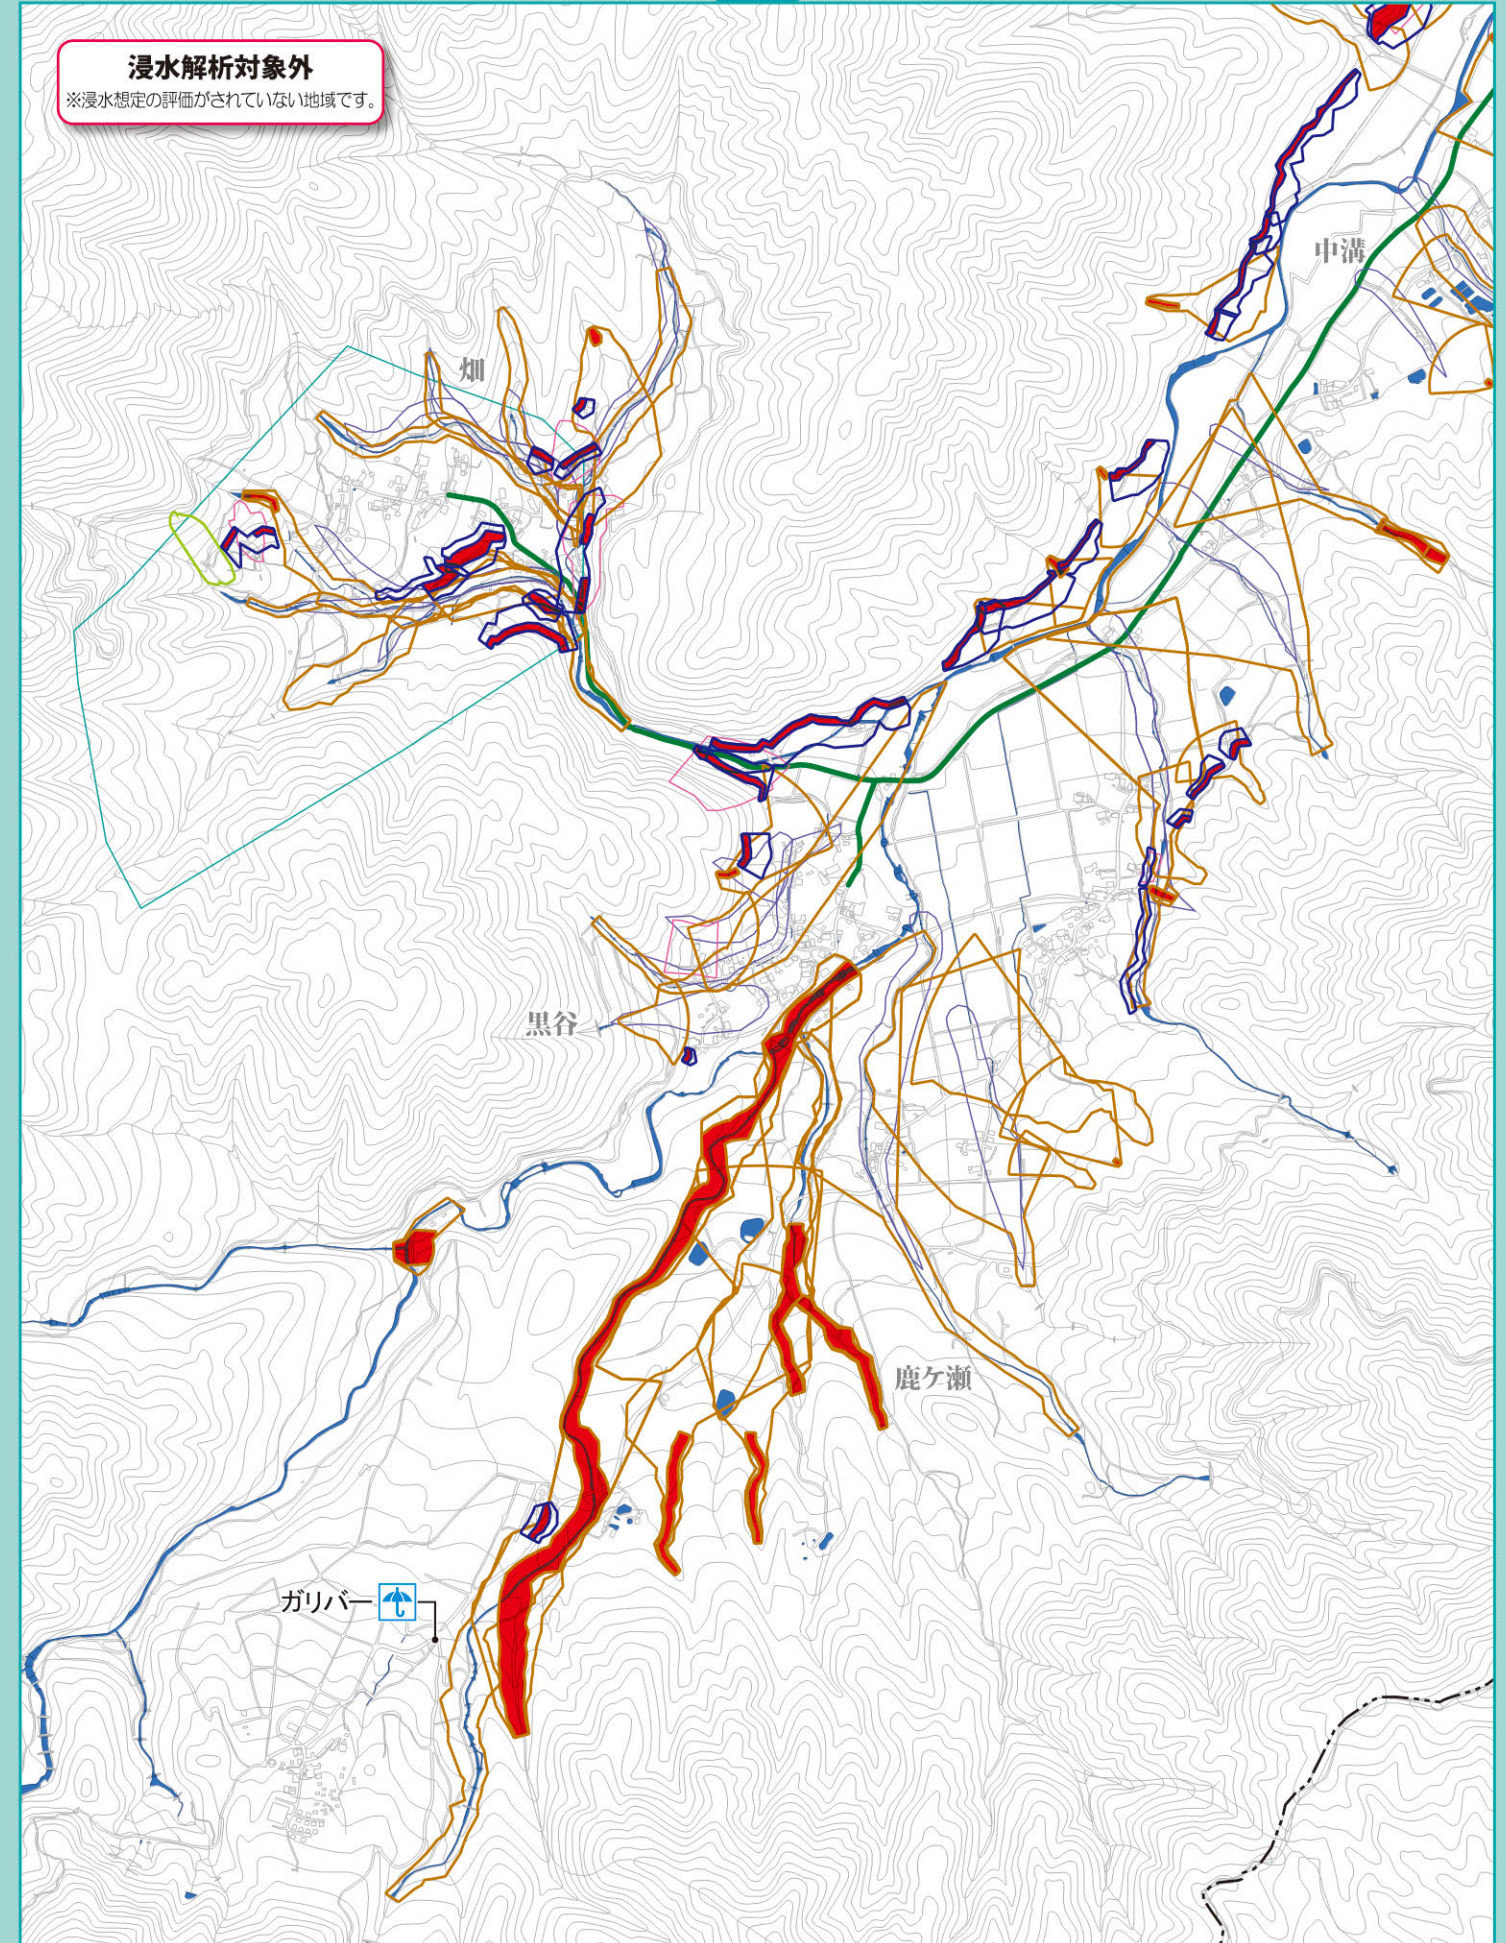 浸水解析対象外
※浸水想定の評価がされていない地域です。
中溝
畑
黒谷
鹿ケ瀬
ガリバー